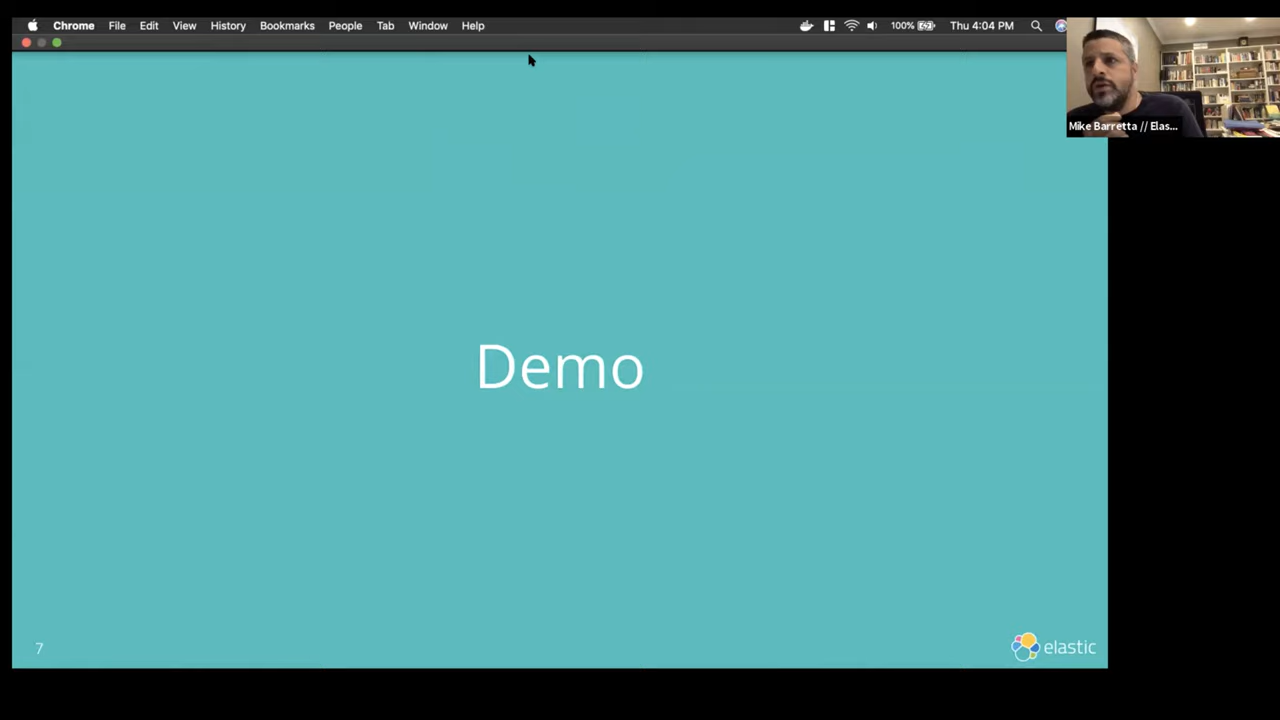 Chrome File Edit View History Bookmarks People Tab Window Help 100% Thu 4:04 PM
Mike Barretta // Elas...
Demo
7
elastic